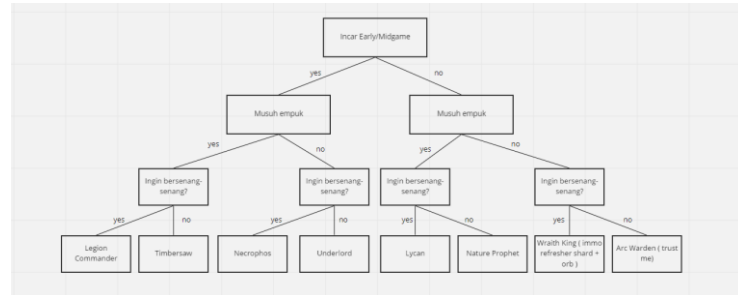 Incar Early/Midgame
yes
no
Musuh empuk
Musuh empuk
yes
no
yes
no
Ingin bersenang-
senang?
Ingin bersenang-
senang?
Ingin bersenang-
senang?
Ingin bersenang-
senang?
yes
no
yes
no
yes
no
yes
no
Legion
Commander
Timbersaw
Necrophos
Underlord
Lycan
Nature Prophet
Wraith King ( immo
refresher shard +
orb )
Arc Warden ( trust
me)